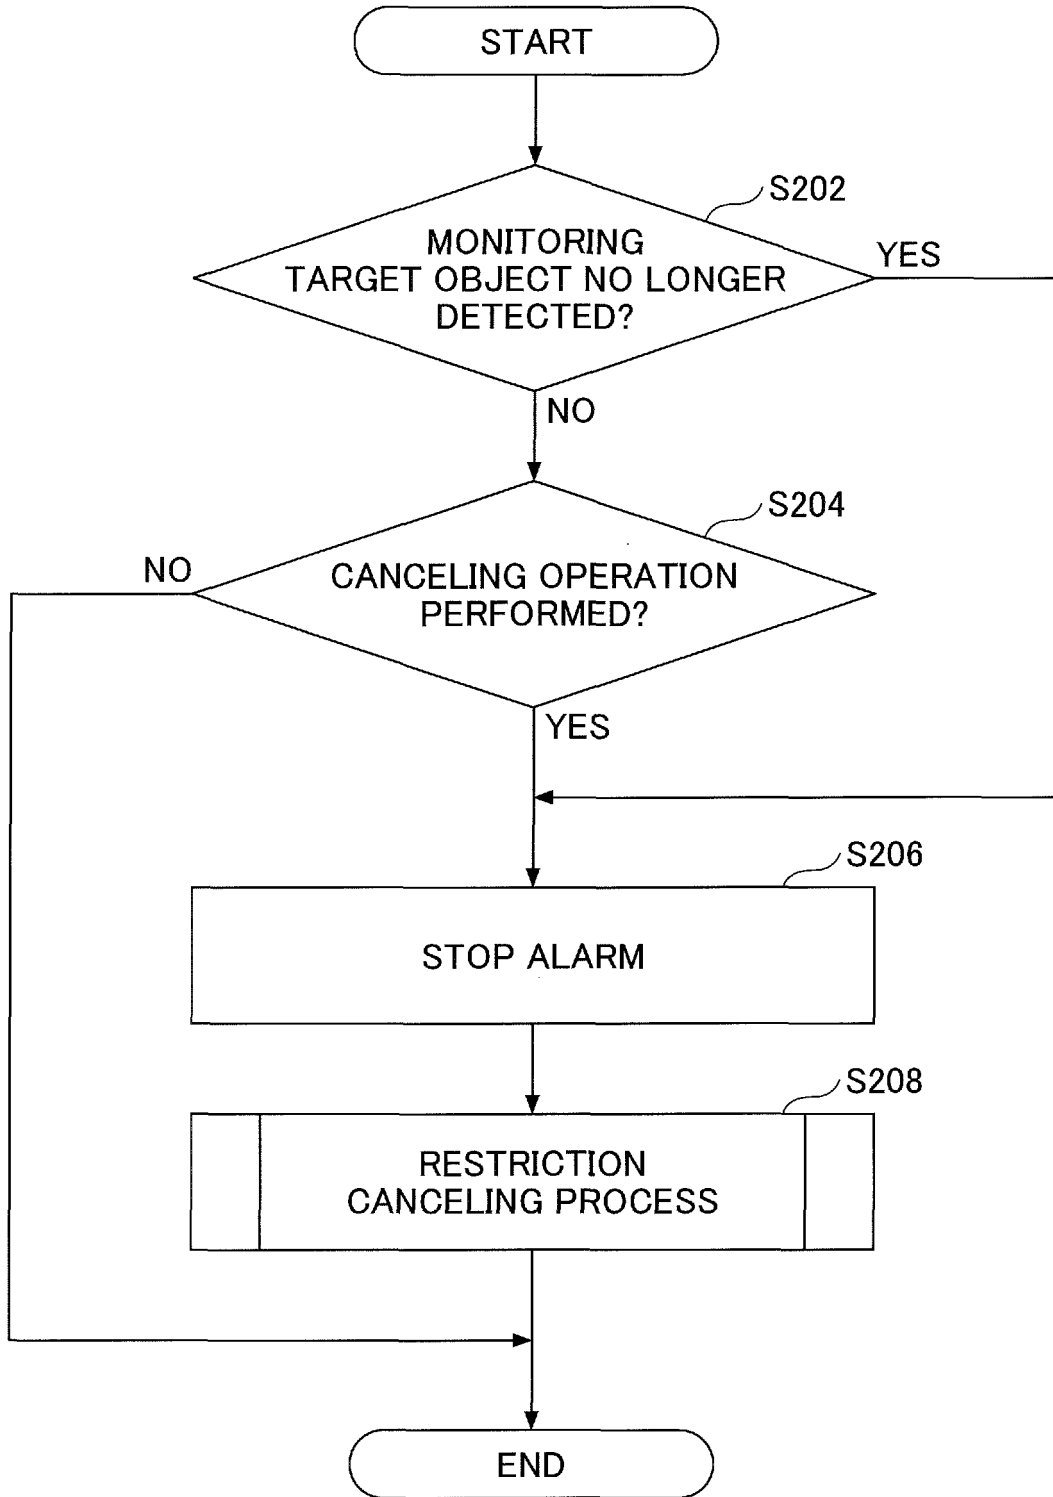 START
S202
MONITORING
TARGET OBJECT NO LONGER
DETECTED?
YES
NO
S204
CANCELING OPERATION
PERFORMED?
NO
YES
S206
STOP ALARM
S208
RESTRICTION
CANCELING PROCESS
END